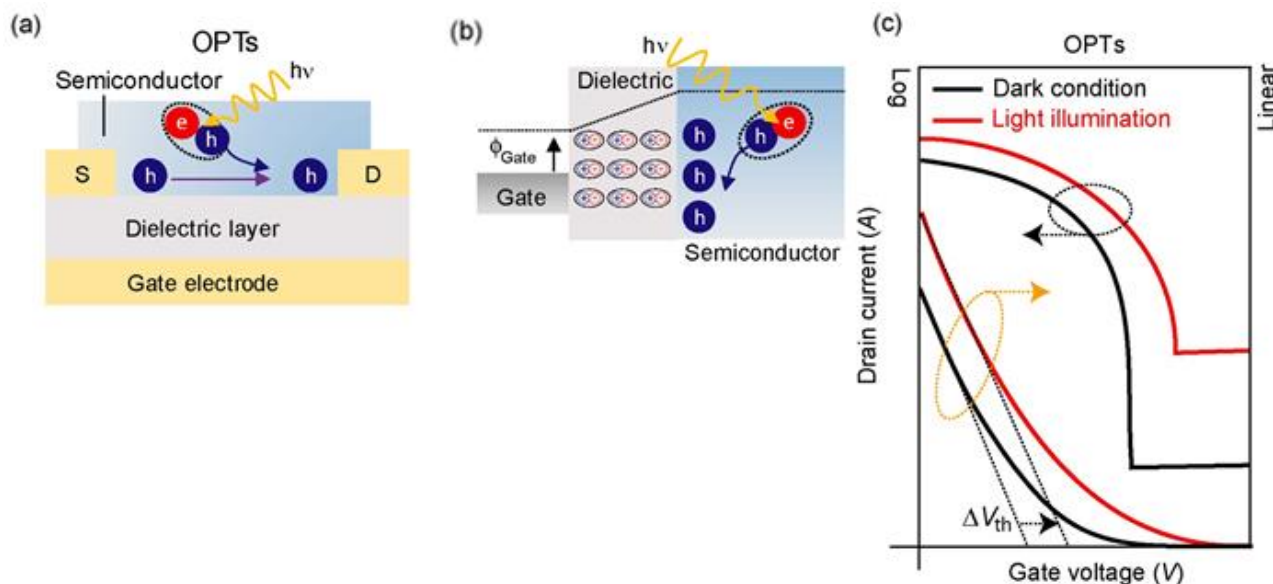 (a)
OPTs
Semiconductor
hν
e
h
S
h
h
D
Dielectric layer
Gate electrode
(b)
hν
Dielectric
ϕGate
Gate
h
h
h
h
e
Semiconductor
(c)
OPTs
Log
Linear
Dark condition
Light illumination
Drain current (A)
ΔVth
Gate voltage (V)